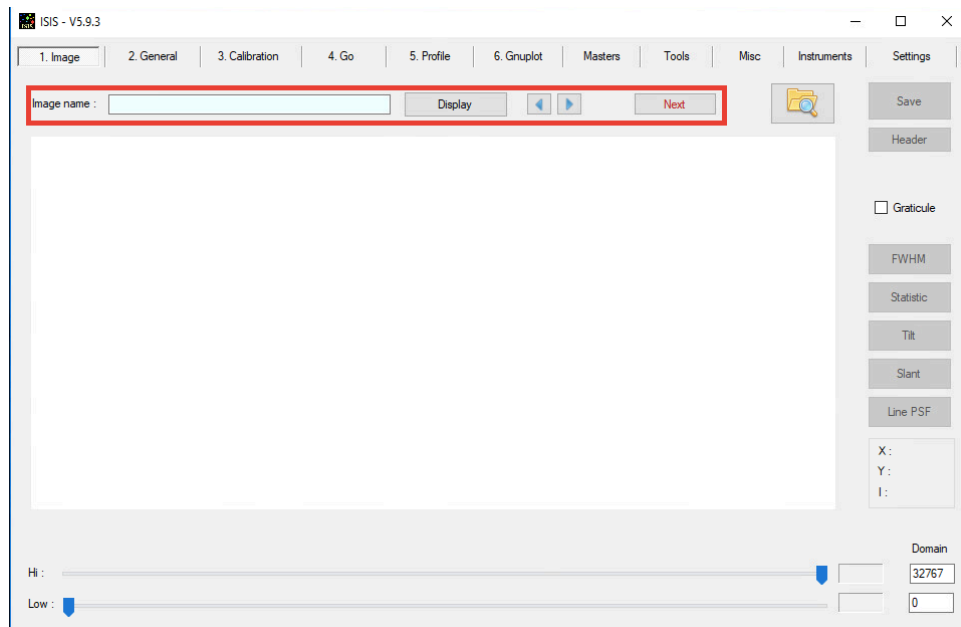 ISIS - V5.9.3
1. Image 2. General 3. Calibration 4. Go 5. Profile 6. Gnuplot Masters Tools Misc Instruments Settings
Image name : Display Next Save
Header
Graticule
FWHM
Statistic
Tilt
Slant
Line PSF
X :
Y :
I :
Domain
Hi : 32767
Low : 0